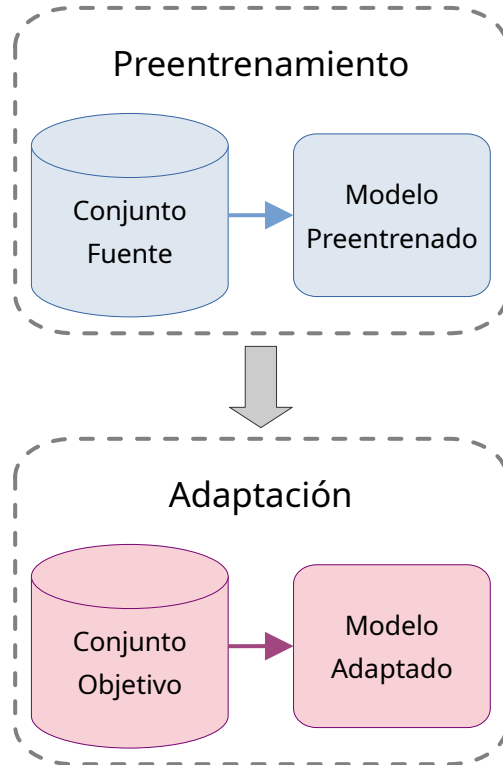 Preentrenamiento
Conjunto
Fuente
Modelo
Preentrenado
Adaptación
Conjunto
Objetivo
Modelo
Adaptado